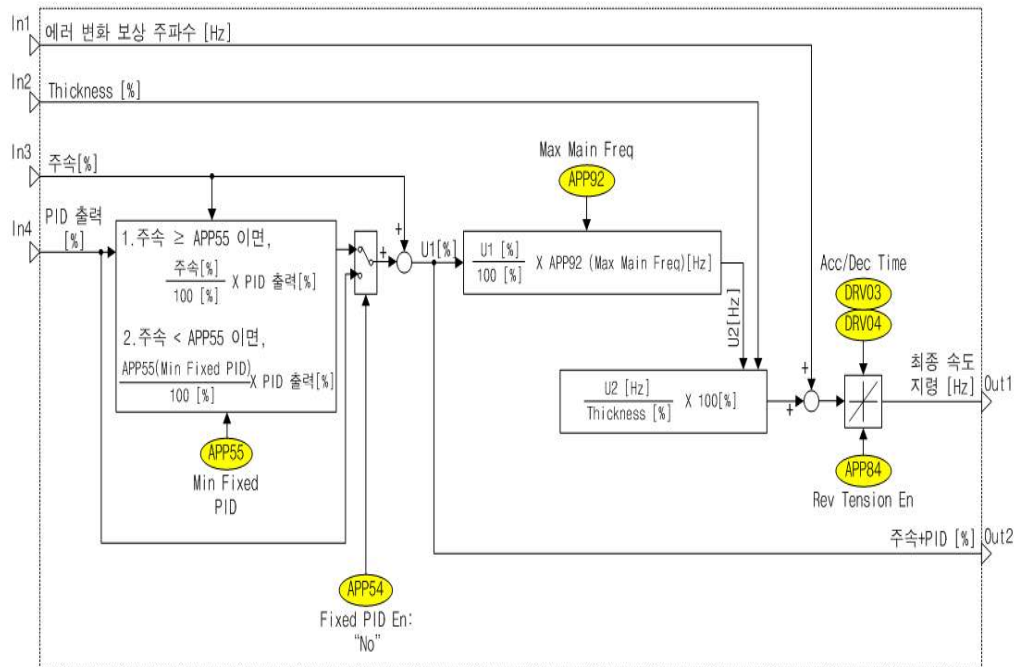 In1
에러 변화 보상 주파수 [Hz]
In2
Thickness [%]
In3
주속[%]
In4
PID 출력
[%]
1.주속 ≥ APP55 이면,
주속[%]
100 [%]
X PID 출력[%]
2.주속 < APP55 이면,
APP55(Min Fixed PID)
100 [%]
X PID 출력[%]
APP55
Min Fixed
PID
APP54
Fixed PID En:
“No”
+
+
U1[%]
Max Main Freq
APP92
U1 [%]
100 [%]
X APP92 (Max Main Freq)[Hz]
U2[Hz]
U2 [Hz]
Thickness [%]
X 100[%]
+
+
Acc/Dec Time
DRV03
DRV04
APP84
Rev Tension En
최종 속도
지령 [Hz]
Out1
주속+PID [%]
Out2